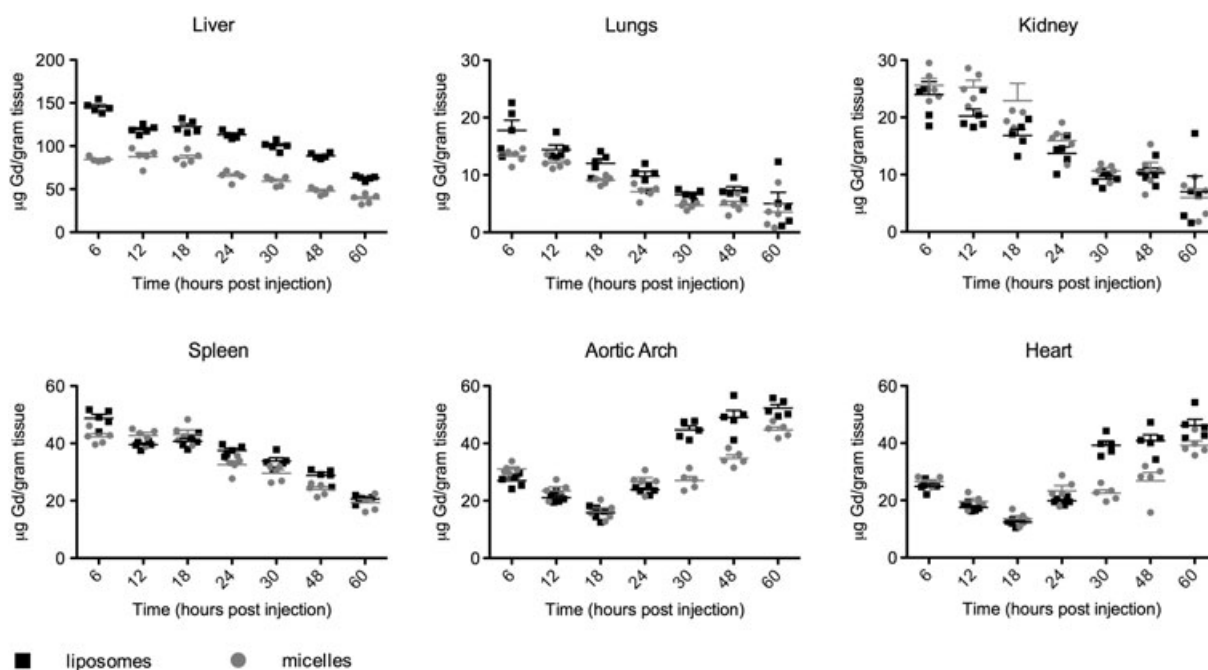 Liver
Lungs
Kidney
µg Gd/gram tissue
200
150
100
50
0
6 12 18 24 30 48 60
Time (hours post injection)
µg Gd/gram tissue
30
20
10
0
6 12 18 24 30 48 60
Time (hours post injection)
µg Gd/gram tissue
30
20
10
0
6 12 18 24 30 48 60
Time (hours post injection)
Spleen
Aortic Arch
Heart
µg Gd/gram tissue
60
40
20
0
6 12 18 24 30 48 60
Time (hours post injection)
µg Gd/gram tissue
60
40
20
0
6 12 18 24 30 48 60
Time (hours post injection)
µg Gd/gram tissue
60
40
20
0
6 12 18 24 30 48 60
Time (hours post injection)
liposomes micelles